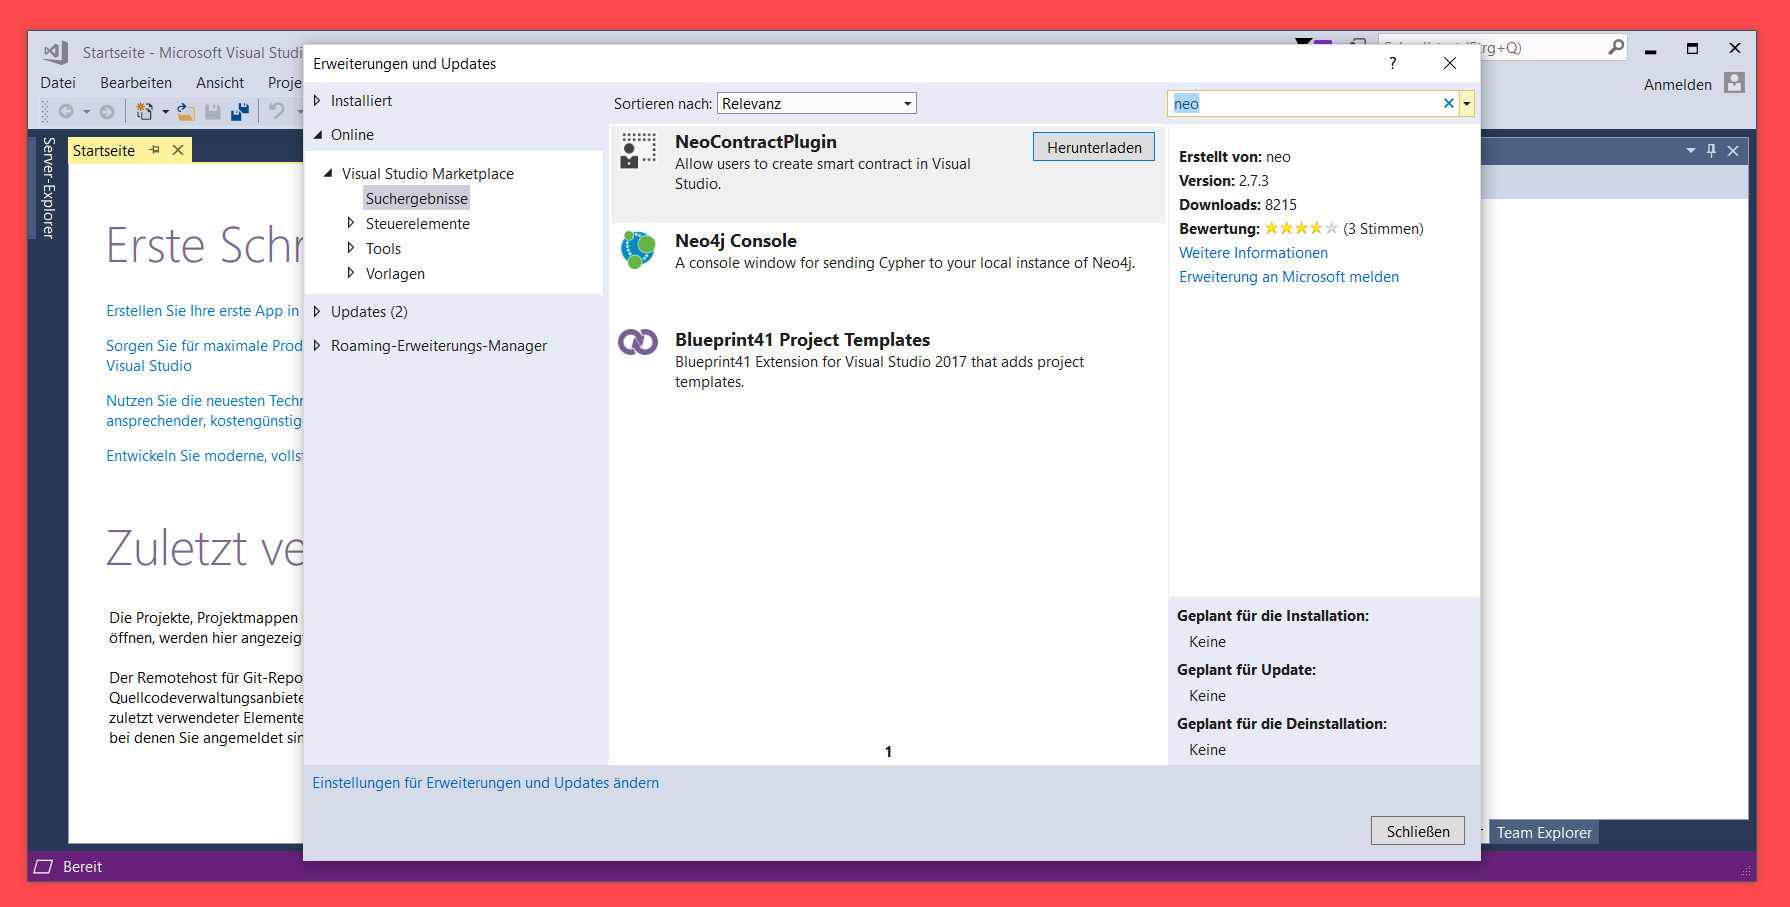 Startseite - Microsoft Visual Studi
(Strg+Q)
Datei Bearbeiten Ansicht Proje
Anmelden
Server-Explorer
Startseite
Erste Schr
Erstellen Sie Ihre erste App in
Sorgen Sie für maximale Prod
Visual Studio
Nutzen Sie die neuesten Techr
ansprechender, kostengünstig
Entwickeln Sie moderne, volls
Zuletzt ve
Die Projekte, Projektmappen
öffnen, werden hier angezeig
Der Remotehost für Git-Repo
Quellcodeverwaltungsanbiete
zuletzt verwendeter Elemente
bei denen Sie angemeldet sin
Erweiterungen und Updates
?
Installiert
Online
Visual Studio Marketplace
Suchergebnisse
Steuerelemente
Tools
Vorlagen
Updates (2)
Roaming-Erweiterungs-Manager
Sortieren nach: Relevanz
neo
NeoContractPlugin
Herunterladen
Allow users to create smart contract in Visual
Studio.
Neo4j Console
A console window for sending Cypher to your local instance of Neo4j.
Blueprint41 Project Templates
Blueprint41 Extension for Visual Studio 2017 that adds project
templates.
1
Erstellt von: neo
Version: 2.7.3
Downloads: 8215
Bewertung: (3 Stimmen)
Weitere Informationen
Erweiterung an Microsoft melden
Geplant für die Installation:
Keine
Geplant für Update:
Keine
Geplant für die Deinstallation:
Keine
Einstellungen für Erweiterungen und Updates ändern
Schließen
Team Explorer
Bereit